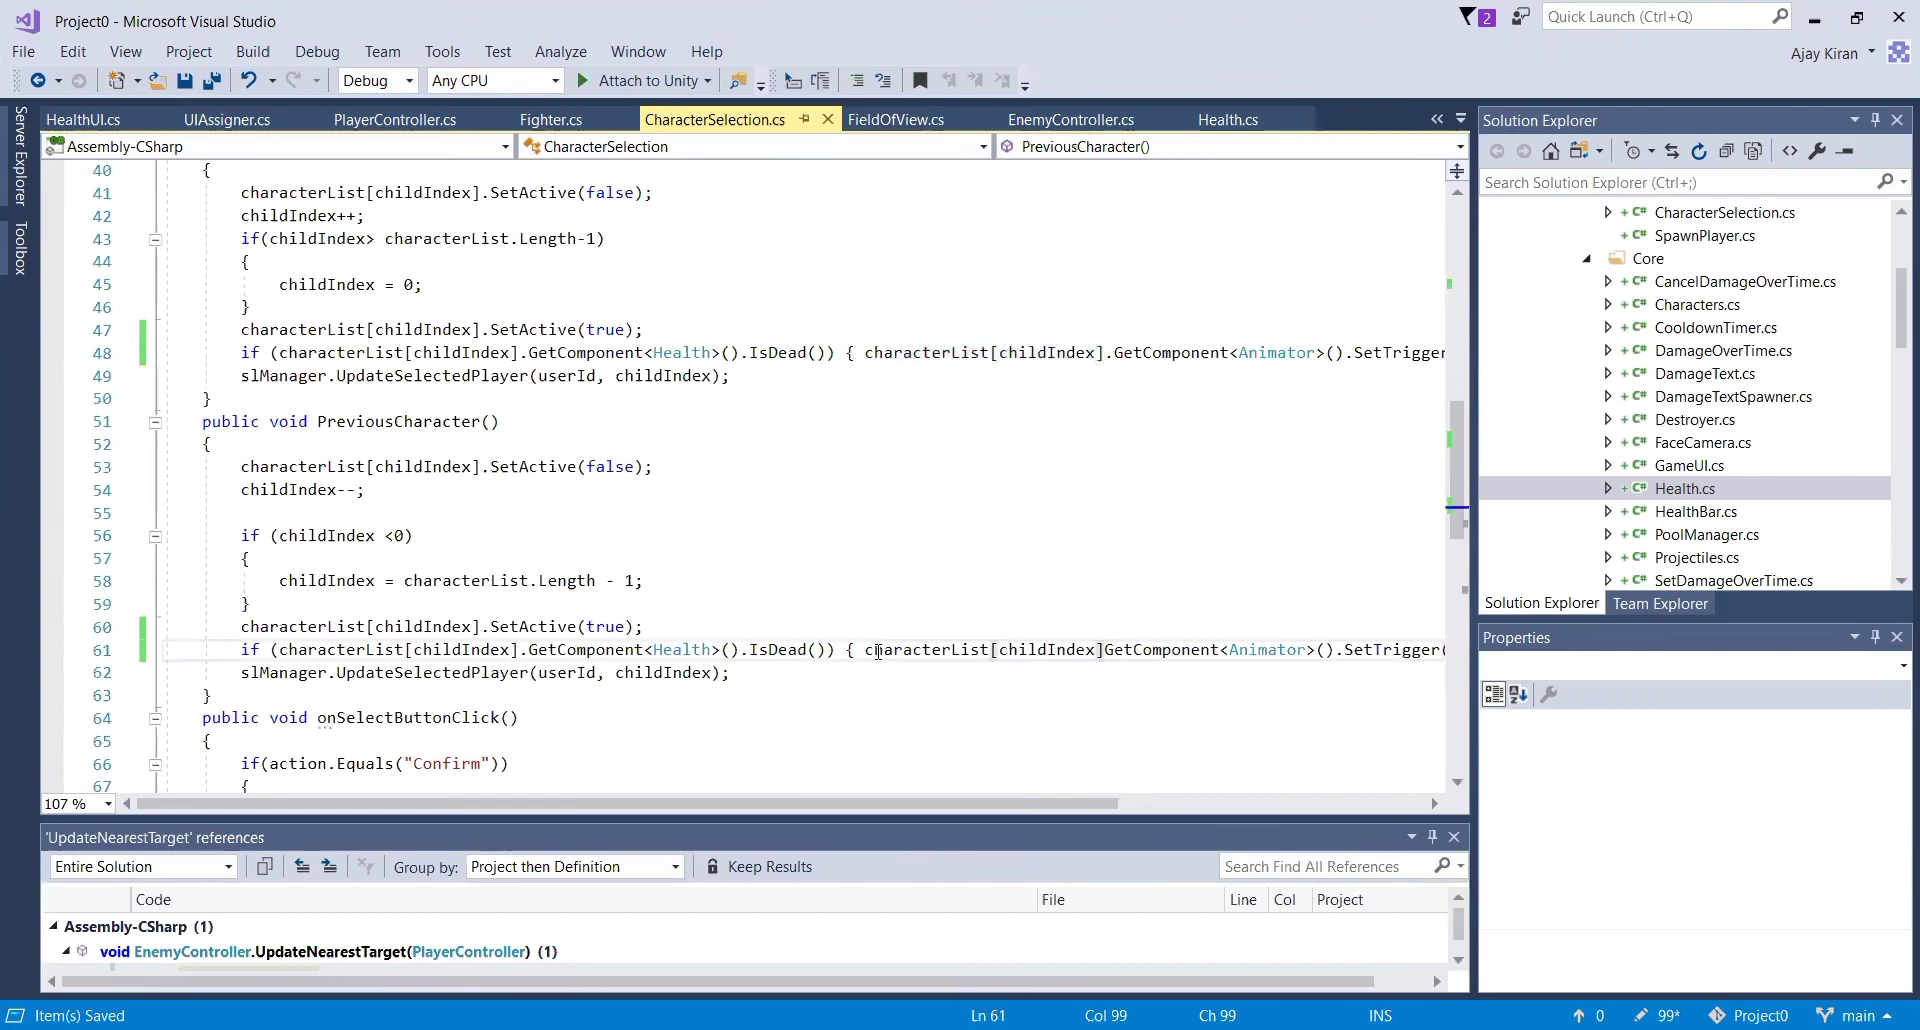 Project0 - Microsoft Visual Studio
2
Quick Launch (Ctrl+Q)
File Edit View Project Build Debug Team Tools Test Analyze Window Help
Ajay Kiran
Debug Any CPU Attach to Unity
Server Explorer
Toolbox
HealthUI.cs UIAssigner.cs PlayerController.cs Fighter.cs CharacterSelection.cs FieldOfView.cs EnemyController.cs Health.cs
Assembly-CSharp CharacterSelection PreviousCharacter()
40 {
41 characterList[childIndex].SetActive(false);
42 childIndex++;
43 if(childIndex> characterList.Length-1)
44 {
45 childIndex = 0;
46 }
47 characterList[childIndex].SetActive(true);
48 if (characterList[childIndex].GetComponent<Health>().IsDead()) { characterList[childIndex].GetComponent<Animator>().SetTrigger
49 slManager.UpdateSelectedPlayer(userId, childIndex);
50 }
51 public void PreviousCharacter()
52 {
53 characterList[childIndex].SetActive(false);
54 childIndex--;
55
56 if (childIndex <0)
57 {
58 childIndex = characterList.Length - 1;
59 }
60 characterList[childIndex].SetActive(true);
61 if (characterList[childIndex].GetComponent<Health>().IsDead()) { characterList[childIndex]GetComponent<Animator>().SetTrigger(
62 slManager.UpdateSelectedPlayer(userId, childIndex);
63 }
64 public void onSelectButtonClick()
65 {
66 if(action.Equals("Confirm"))
67 {
107 %
Solution Explorer
Search Solution Explorer (Ctrl+;)
CharacterSelection.cs
SpawnPlayer.cs
Core
CancelDamageOverTime.cs
Characters.cs
CooldownTimer.cs
DamageOverTime.cs
DamageText.cs
DamageTextSpawner.cs
Destroyer.cs
FaceCamera.cs
GameUI.cs
Health.cs
HealthBar.cs
PoolManager.cs
Projectiles.cs
SetDamageOverTime.cs
Solution Explorer Team Explorer
Properties
'UpdateNearestTarget' references
Entire Solution Group by: Project then Definition Keep Results Search Find All References
Code File Line Col Project
Assembly-CSharp (1)
void EnemyController.UpdateNearestTarget(PlayerController) (1)
Item(s) Saved Ln 61 Col 99 Ch 99 INS 0 99* Project0 main